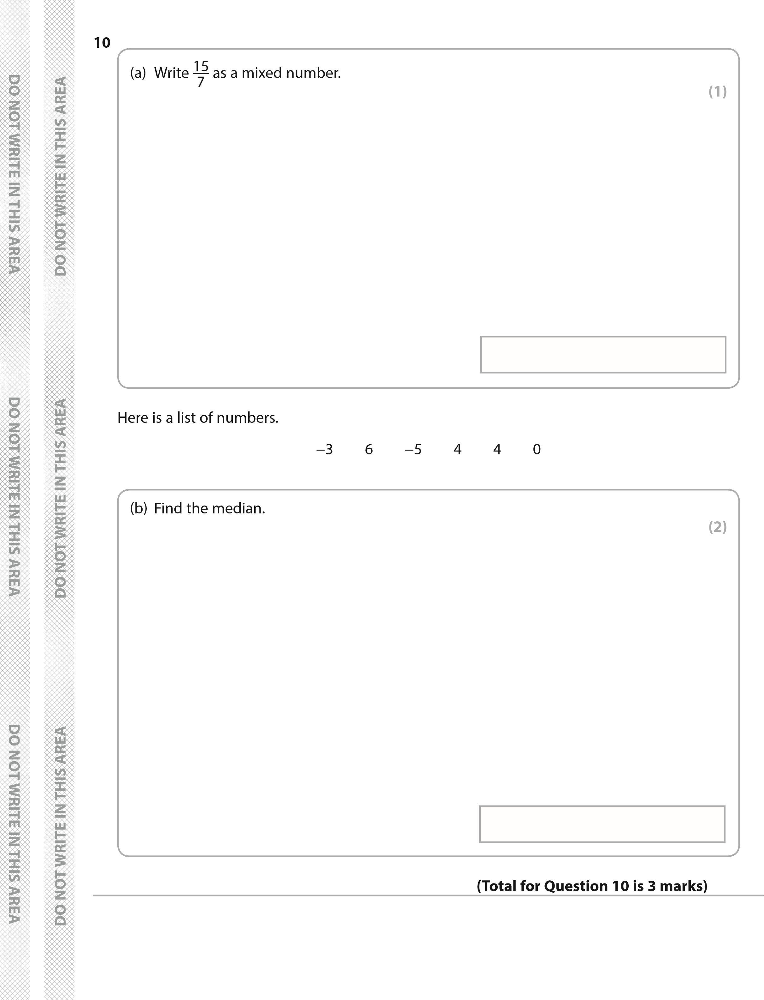 10
(a) Write 15/7 as a mixed number.
(1)
Here is a list of numbers.
−3 6 −5 4 4 0
(b) Find the median.
(2)
(Total for Question 10 is 3 marks)
DO NOT WRITE IN THIS AREA
DO NOT WRITE IN THIS AREA
DO NOT WRITE IN THIS AREA
DO NOT WRITE IN THIS AREA
DO NOT WRITE IN THIS AREA
DO NOT WRITE IN THIS AREA